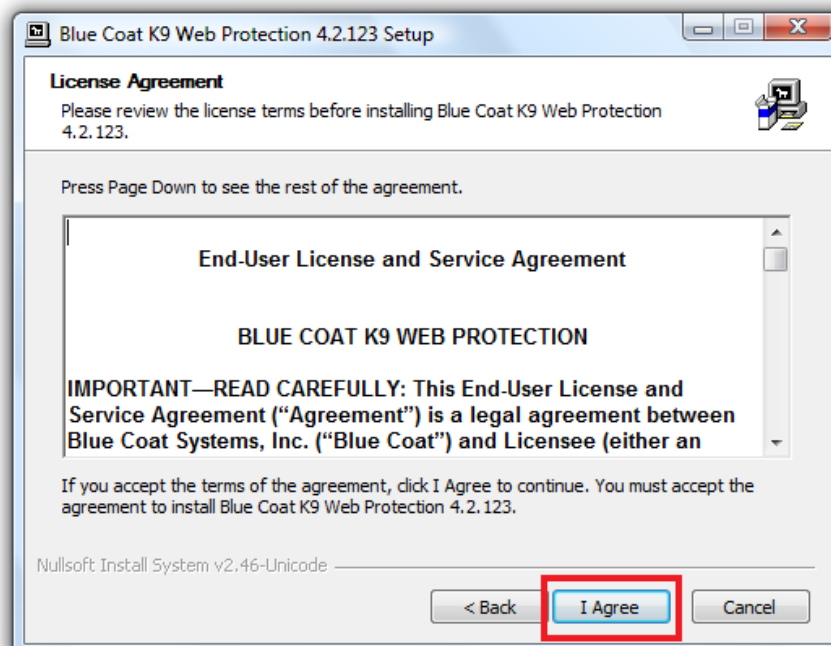 Blue Coat K9 Web Protection 4.2.123 Setup
License Agreement
Please review the license terms before installing Blue Coat K9 Web Protection
4.2.123.
Press Page Down to see the rest of the agreement.
End-User License and Service Agreement
BLUE COAT K9 WEB PROTECTION
IMPORTANT—READ CAREFULLY: This End-User License and
Service Agreement (“Agreement”) is a legal agreement between
Blue Coat Systems, Inc. (“Blue Coat”) and Licensee (either an
If you accept the terms of the agreement, click I Agree to continue. You must accept the
agreement to install Blue Coat K9 Web Protection 4.2.123.
Nullsoft Install System v2.46-Unicode
< Back
I Agree
Cancel